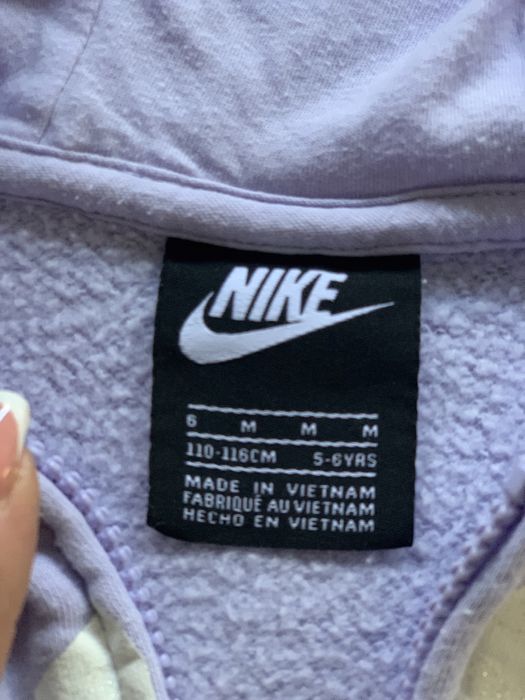 NIKE
6 M M M
110-116CM 5-6YRS
MADE IN VIETNAM
FABRIQUÉ AU VIETNAM
HECHO EN VIETNAM